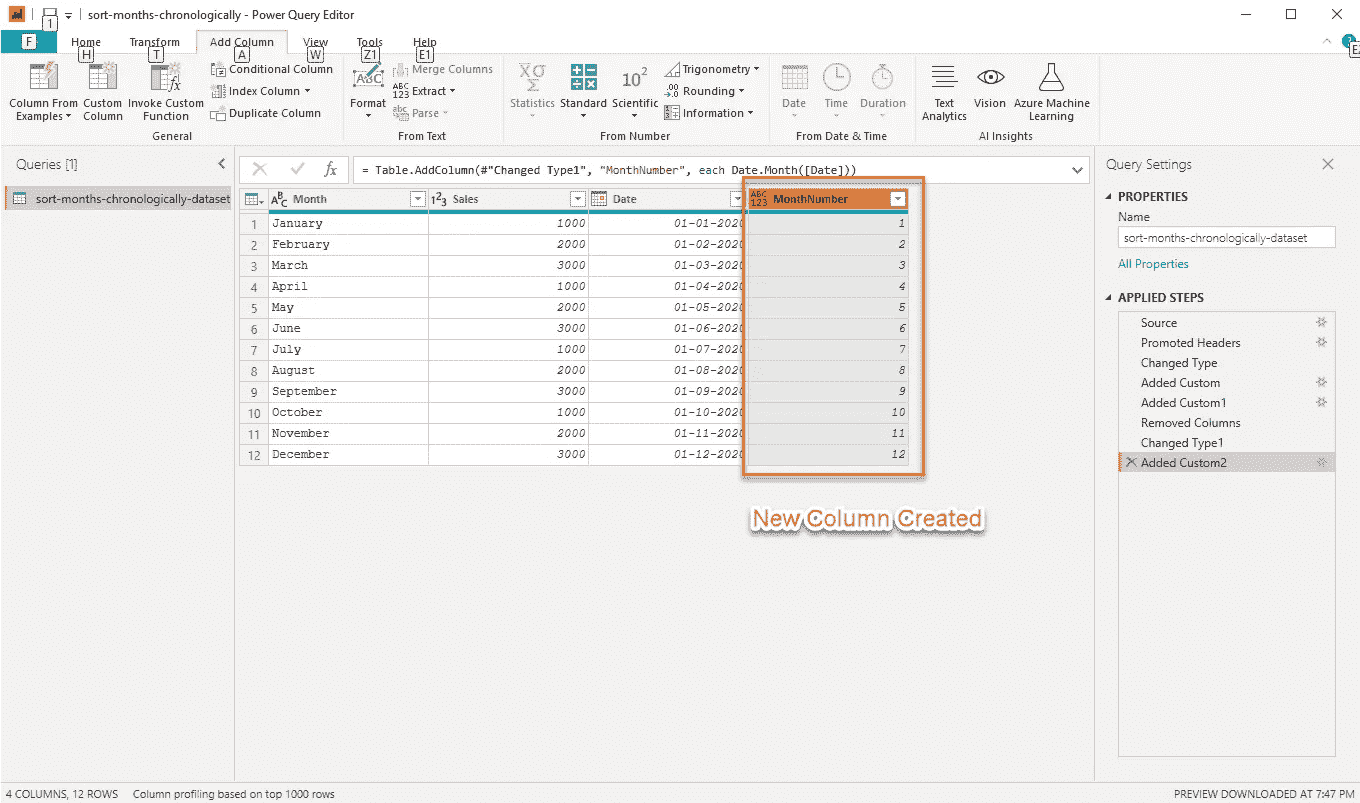 1
sort-months-chronologically - Power Query Editor
F
Home
Transform
Add Column
View
Tools
Help
H
T
A
W
Z1
E1
Column From Examples
Custom Column
Invoke Custom Function
Conditional Column
Index Column
Duplicate Column
General
Format
Merge Columns
Extract
Parse
From Text
Statistics
Standard
Scientific
Trigonometry
Rounding
Information
From Number
Date
Time
Duration
From Date & Time
Text Analytics
Vision
Azure Machine Learning
AI Insights
Queries [1]
sort-months-chronologically-dataset
= Table.AddColumn(#"Changed Type1", "MonthNumber", each Date.Month([Date]))
Month Sales Date MonthNumber
1 January 1000 01-01-2020 1
2 February 2000 01-02-2020 2
3 March 3000 01-03-2020 3
4 April 1000 01-04-2020 4
5 May 2000 01-05-2020 5
6 June 3000 01-06-2020 6
7 July 1000 01-07-2020 7
8 August 2000 01-08-2020 8
9 September 3000 01-09-2020 9
10 October 1000 01-10-2020 10
11 November 2000 01-11-2020 11
12 December 3000 01-12-2020 12
New Column Created
Query Settings
PROPERTIES
Name
sort-months-chronologically-dataset
All Properties
APPLIED STEPS
Source
Promoted Headers
Changed Type
Added Custom
Added Custom1
Removed Columns
Changed Type1
Added Custom2
4 COLUMNS, 12 ROWS Column profiling based on top 1000 rows
PREVIEW DOWNLOADED AT 7:47 PM